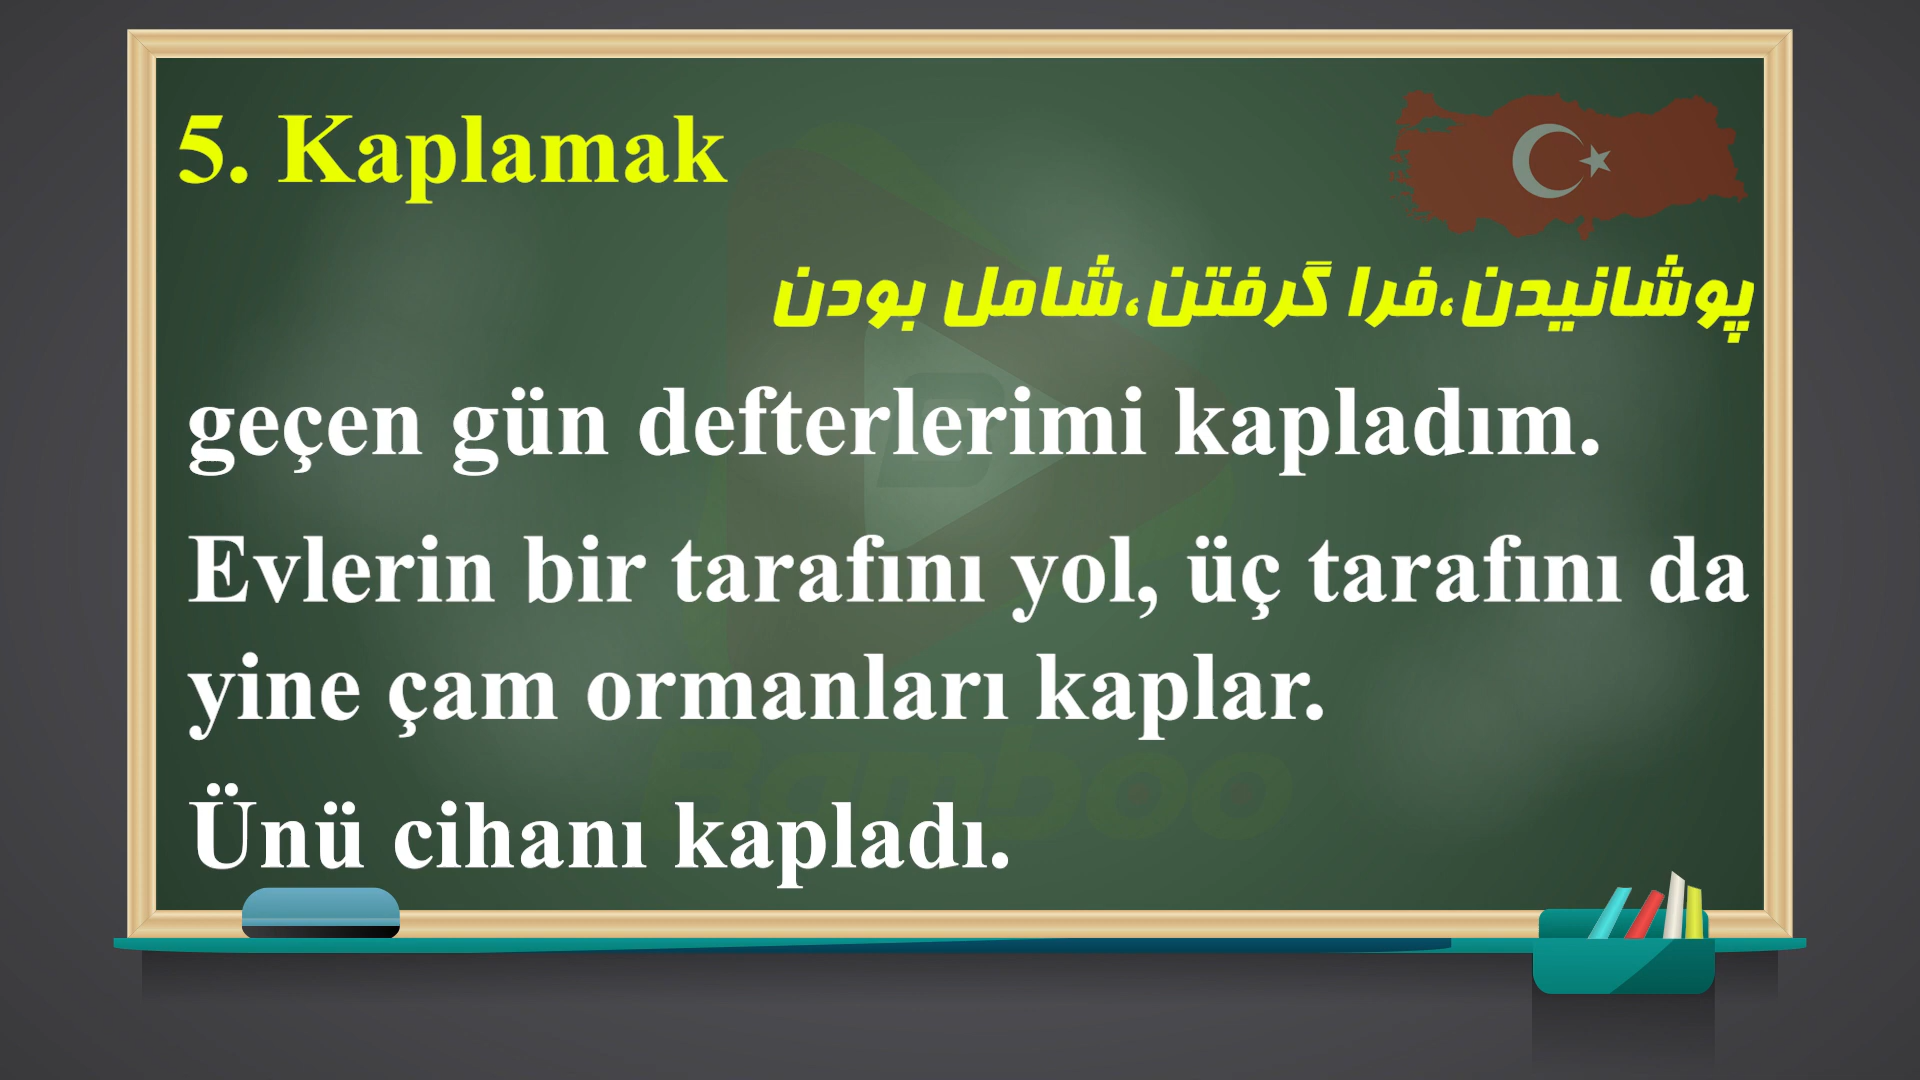 5. Kaplamak
پوشانیدن،فرا گرفتن،شامل بودن
geçen gün defterlerimi kapladım.
Evlerin bir tarafını yol, üç tarafını da
yine çam ormanları kaplar.
Ünü cihanı kapladı.
Bamboo